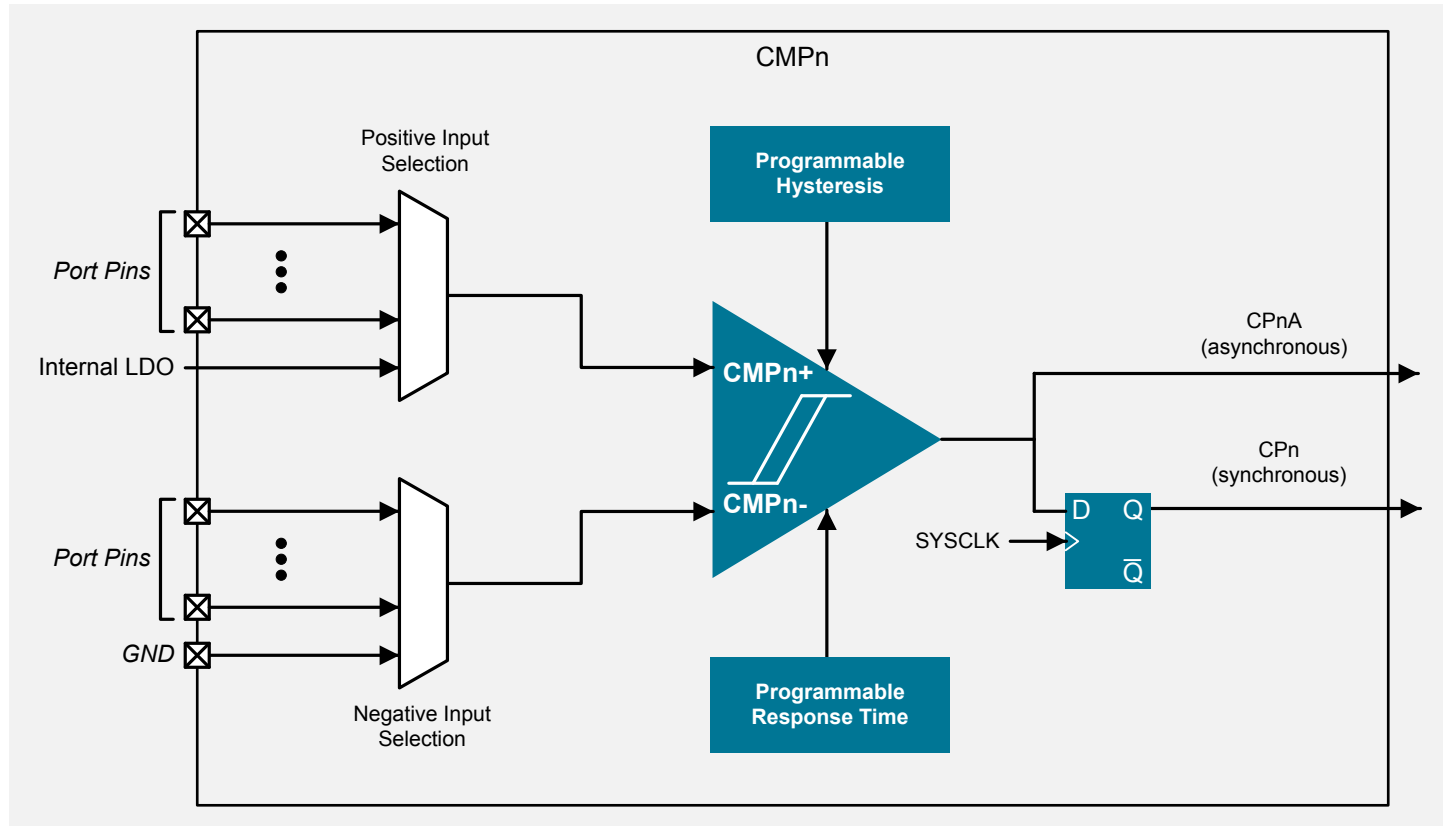 CMPn
Positive Input
Selection
Programmable
Hysteresis
Port Pins
Internal LDO
CMPn+
CPnA
(asynchronous)
CMPn-
CPn
(synchronous)
Port Pins
D Q
SYSCLK
Q̅
GND
Negative Input
Selection
Programmable
Response Time